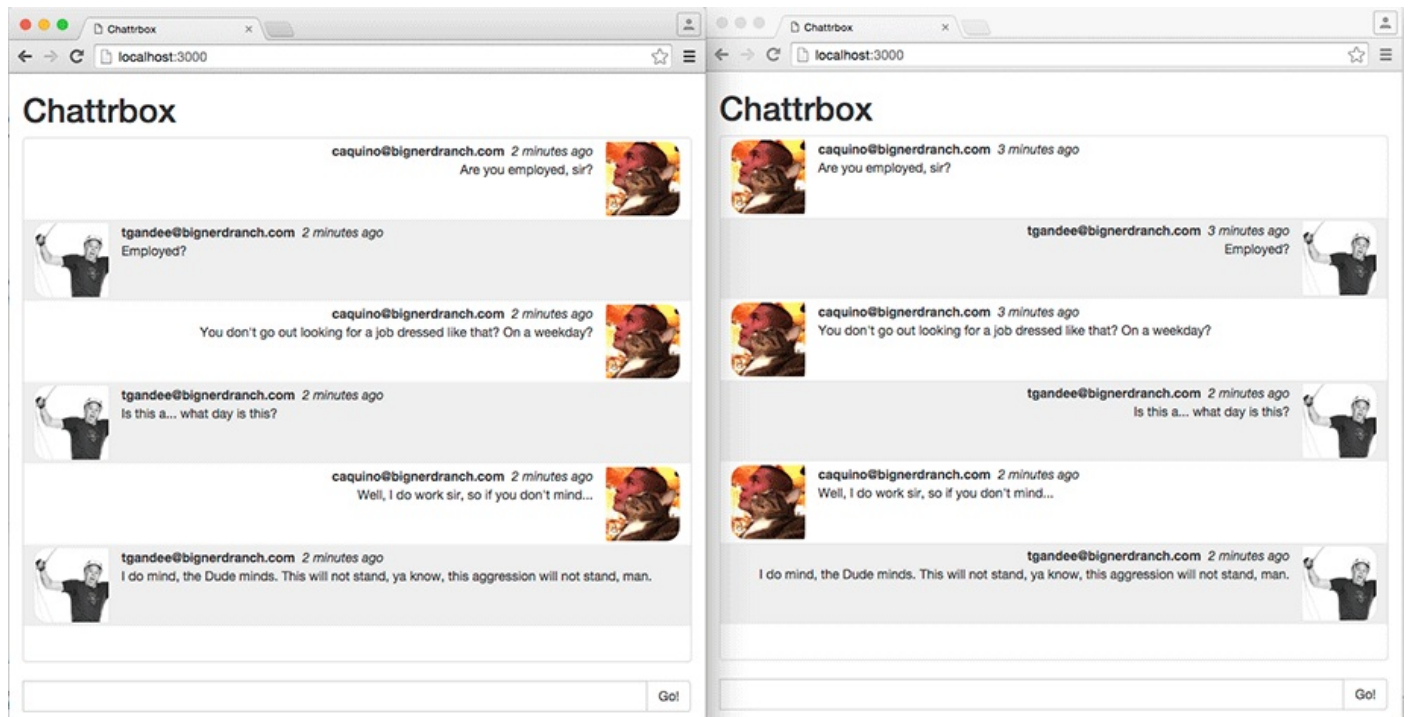 Chattrbox
localhost:3000
Chattrbox
caquino@bignerdranch.com 2 minutes ago
Are you employed, sir?
tgandee@bignerdranch.com 2 minutes ago
Employed?
caquino@bignerdranch.com 2 minutes ago
You don't go out looking for a job dressed like that? On a weekday?
tgandee@bignerdranch.com 2 minutes ago
Is this a... what day is this?
caquino@bignerdranch.com 2 minutes ago
Well, I do work sir, so if you don't mind...
tgandee@bignerdranch.com 2 minutes ago
I do mind, the Dude minds. This will not stand, ya know, this aggression will not stand, man.
Go!
Chattrbox
localhost:3000
Chattrbox
caquino@bignerdranch.com 3 minutes ago
Are you employed, sir?
tgandee@bignerdranch.com 3 minutes ago
Employed?
caquino@bignerdranch.com 3 minutes ago
You don't go out looking for a job dressed like that? On a weekday?
tgandee@bignerdranch.com 2 minutes ago
Is this a... what day is this?
caquino@bignerdranch.com 2 minutes ago
Well, I do work sir, so if you don't mind...
tgandee@bignerdranch.com 2 minutes ago
I do mind, the Dude minds. This will not stand, ya know, this aggression will not stand, man.
Go!